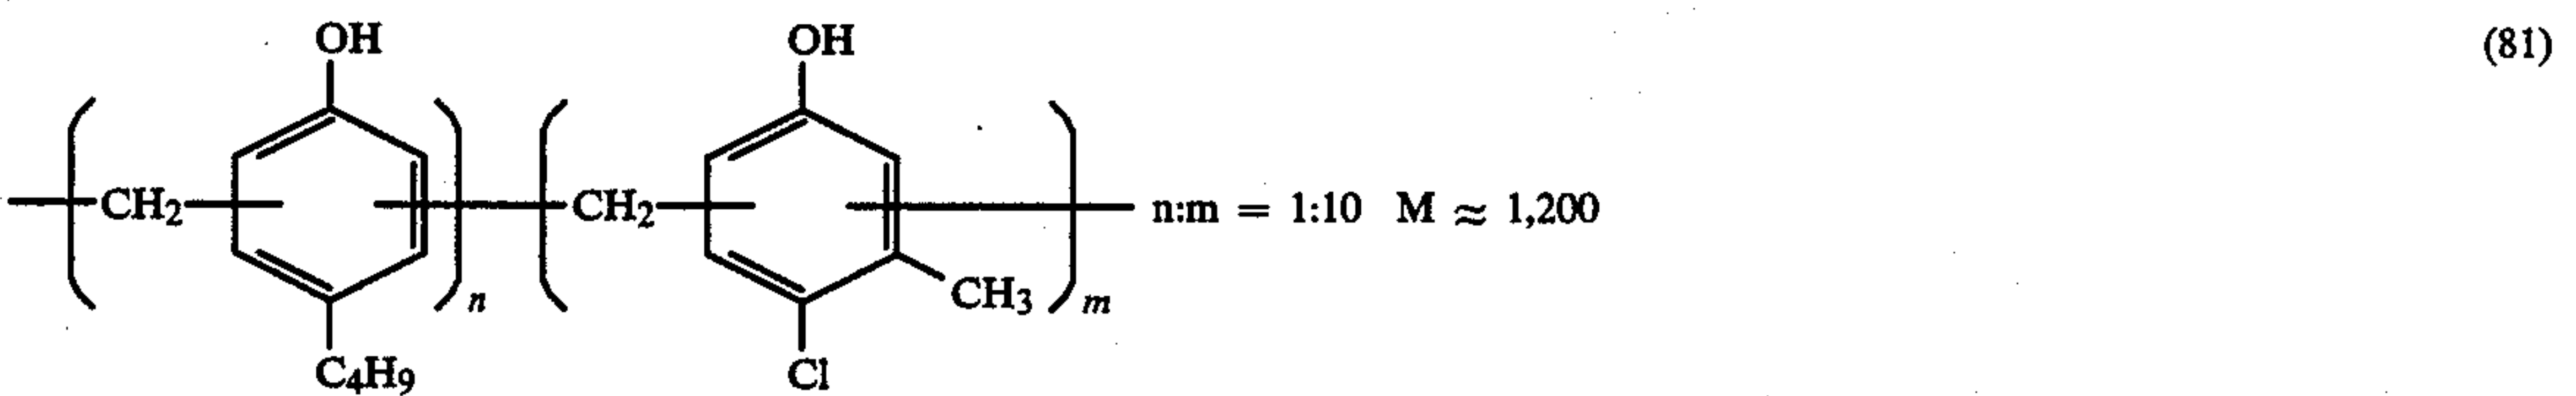 OH OH (81)
CH2 CH2 n:m = 1:10 M ≈ 1,200
n CH3 m
C4H9 Cl